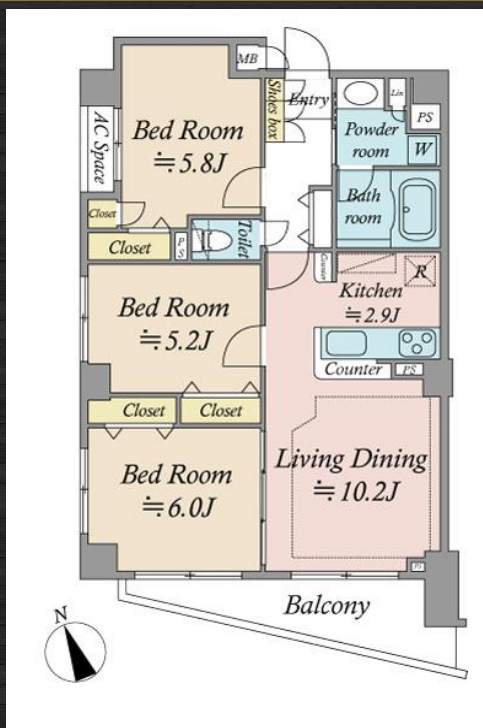 MB
Entry
Shoes box
Lin
PS
Powder
room
W
Bed Room
≒5.8J
AC Space
Closet
Closet
PS
Toilet
Bath
room
Counter
Kitchen
≒2.9J
R
Bed Room
≒5.2J
Counter
PS
Closet
Closet
Living Dining
≒10.2J
Bed Room
≒6.0J
PS
Balcony
N